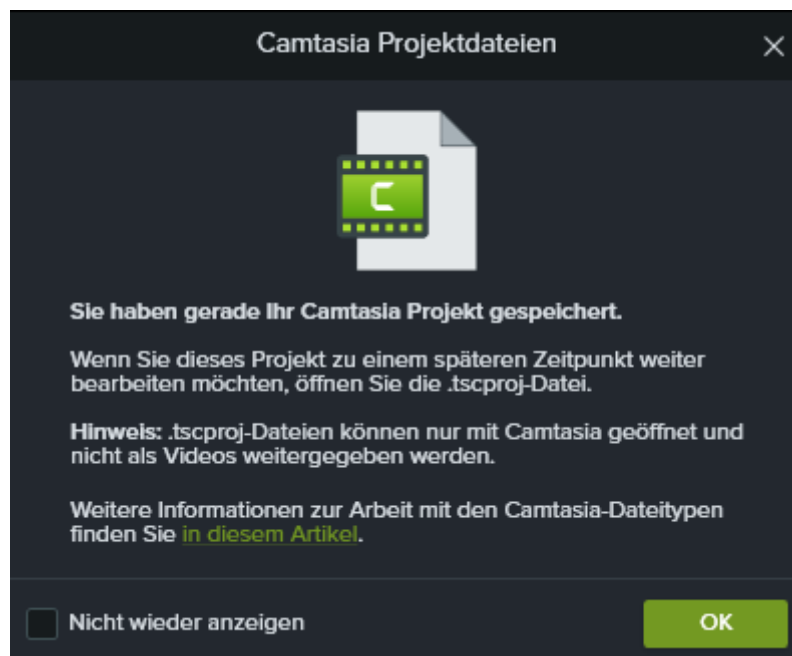 Camtasia Projektdateien
C
Sie haben gerade Ihr Camtasia Projekt gespeichert.
Wenn Sie dieses Projekt zu einem späteren Zeitpunkt weiter
bearbeiten möchten, öffnen Sie die .tscproj-Datei.
Hinweis: .tscproj-Dateien können nur mit Camtasia geöffnet und
nicht als Videos weitergegeben werden.
Weitere Informationen zur Arbeit mit den Camtasia-Dateitypen
finden Sie in diesem Artikel.
Nicht wieder anzeigen
OK